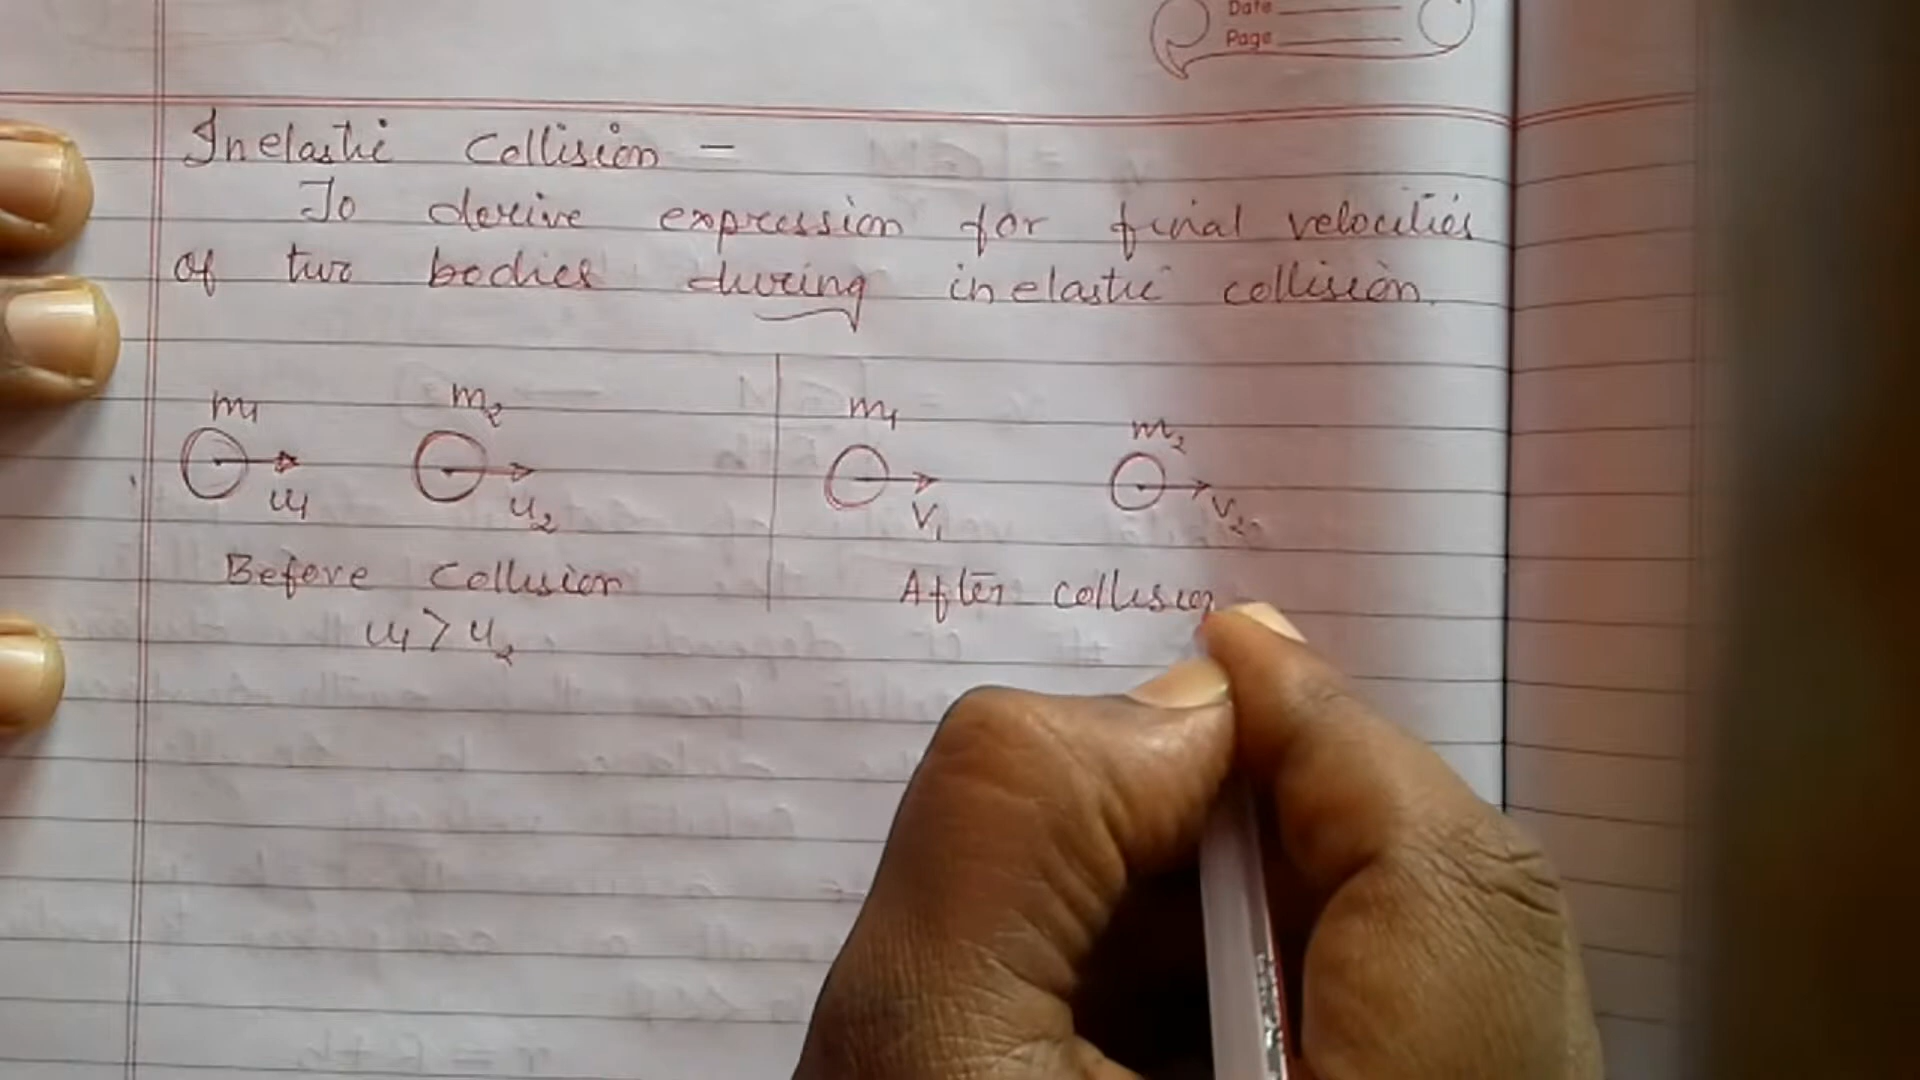 Date
Page
Inelastic Collision -
To derive expression for final velocities
of two bodies during inelastic collision.
m₁ m₂ m₁ m₂
u₁ u₂ v₁ v₂
Before Collision After collision
u₁ > u₂